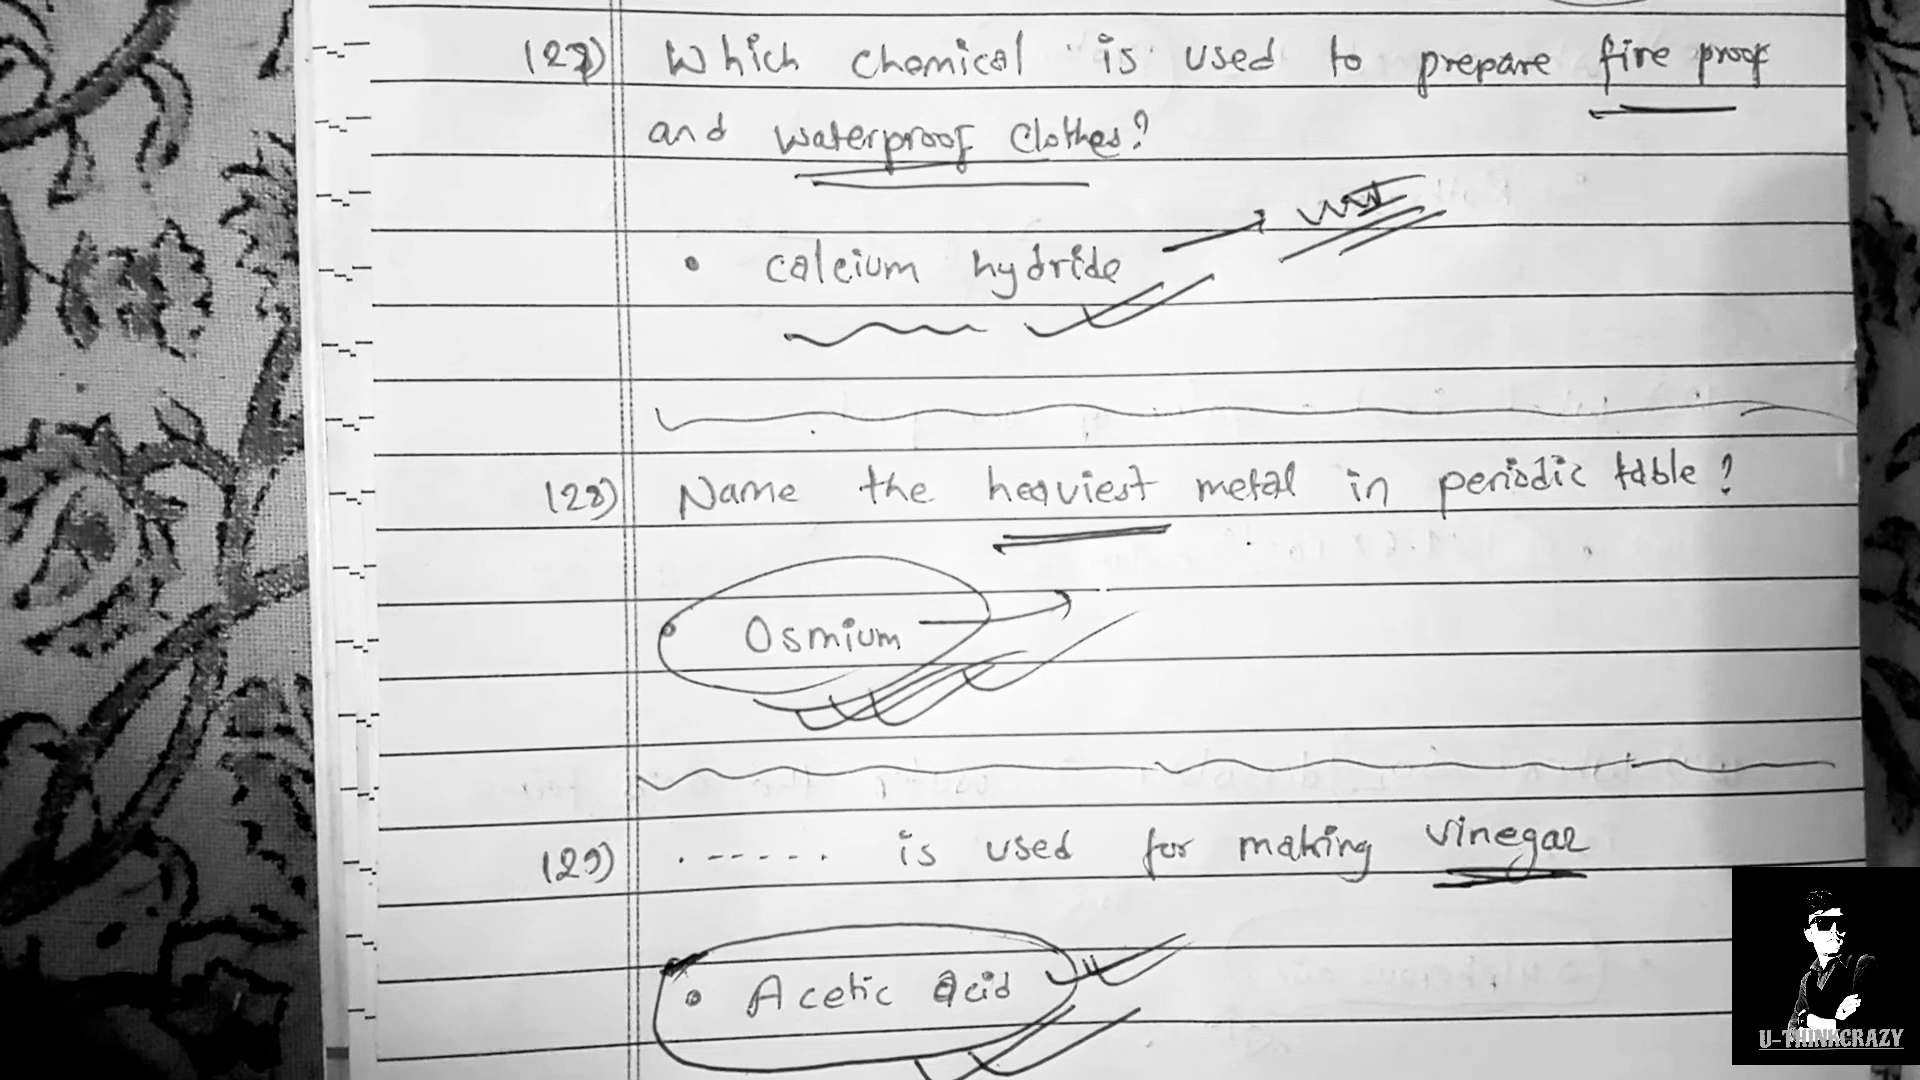 127) Which chemical is used to prepare fire proof
and waterproof clothes?
• calcium hydride
128) Name the heaviest metal in periodic table?
• Osmium
129) ------ is used for making vinegar
• Acetic Acid
U-THINKCRAZY